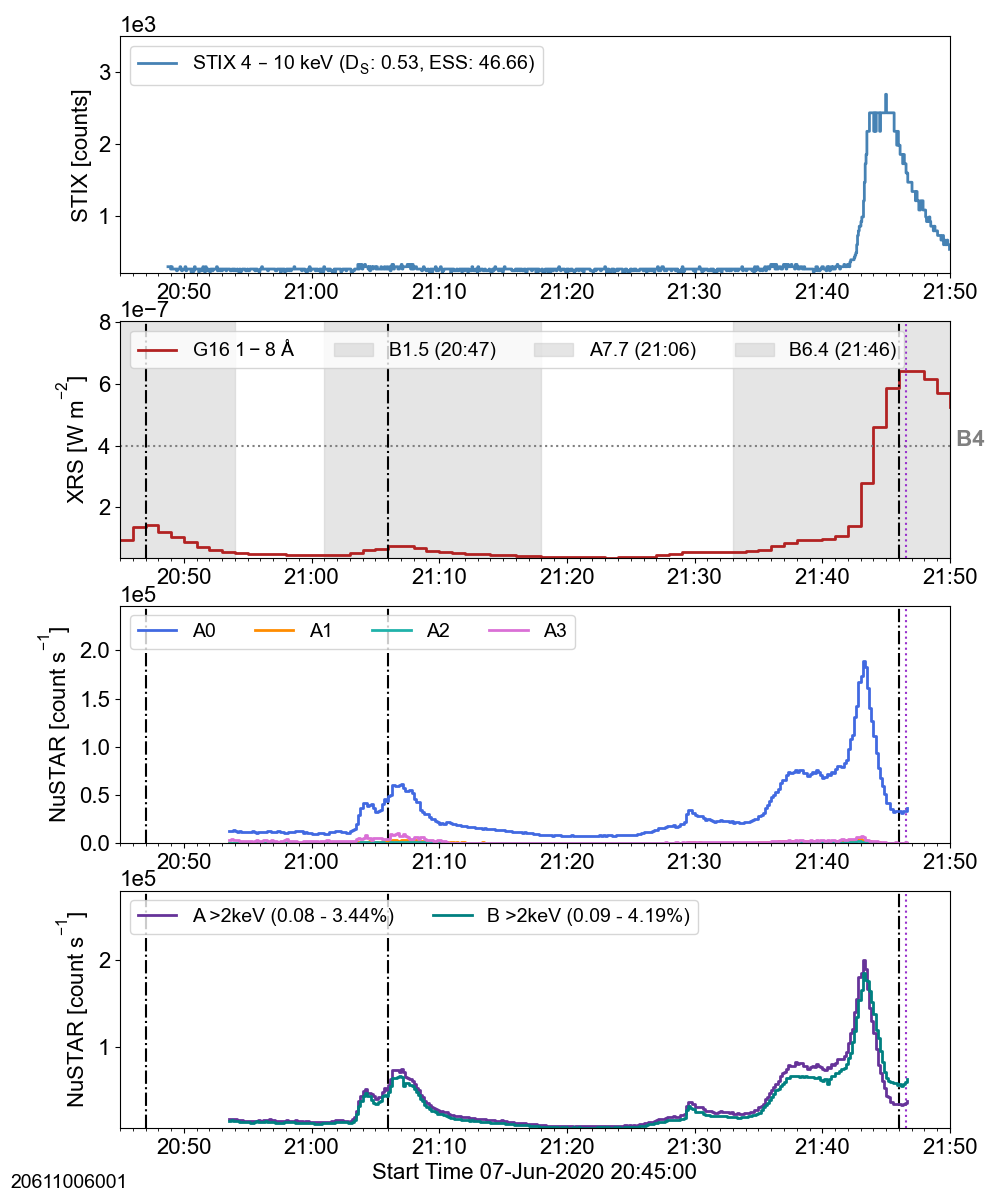 1e3
STIX 4 – 10 keV (D_S: 0.53, ESS: 46.66)
STIX [counts]
3
2
1
20:50 21:00 21:10 21:20 21:30 21:40 21:50
1e−7
G16 1 – 8 Å B1.5 (20:47) A7.7 (21:06) B6.4 (21:46)
XRS [W m⁻²]
8
6
4
2
B4
20:50 21:00 21:10 21:20 21:30 21:40 21:50
1e5
A0 A1 A2 A3
NuSTAR [count s⁻¹]
2.0
1.5
1.0
0.5
0.0
20:50 21:00 21:10 21:20 21:30 21:40 21:50
1e5
A >2keV (0.08 - 3.44%) B >2keV (0.09 - 4.19%)
NuSTAR [count s⁻¹]
2
1
20:50 21:00 21:10 21:20 21:30 21:40 21:50
Start Time 07-Jun-2020 20:45:00
20611006001